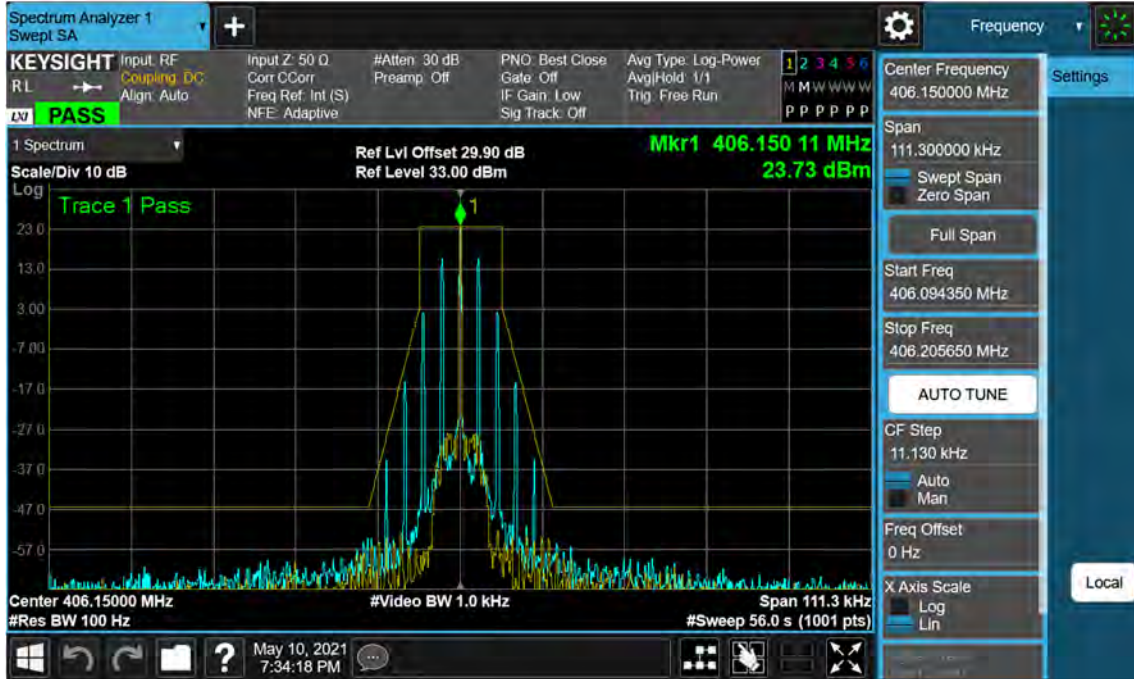 Spectrum Analyzer 1
Swept SA
+
Frequency
KEYSIGHT
RL
LXI PASS
Input: RF
Coupling: DC
Align: Auto
Input Z: 50 Ω
Corr CCorr
Freq Ref: Int (S)
NFE: Adaptive
#Atten: 30 dB
Preamp: Off
PNO: Best Close
Gate: Off
IF Gain: Low
Sig Track: Off
Avg Type: Log-Power
Avg|Hold: 1/1
Trig: Free Run
1 2 3 4 5 6
M M W W W W
P P P P P P
1 Spectrum
Scale/Div 10 dB
Ref Lvl Offset 29.90 dB
Ref Level 33.00 dBm
Mkr1 406.150 11 MHz
23.73 dBm
Log
Trace 1 Pass
1
23.0
13.0
3.00
-7.00
-17.0
-27.0
-37.0
-47.0
-57.0
Center 406.15000 MHz
#Res BW 100 Hz
#Video BW 1.0 kHz
Span 111.3 kHz
#Sweep 56.0 s (1001 pts)
?
May 10, 2021
7:34:18 PM
Center Frequency
406.150000 MHz
Span
111.300000 kHz
Swept Span
Zero Span
Full Span
Start Freq
406.094350 MHz
Stop Freq
406.205650 MHz
AUTO TUNE
CF Step
11.130 kHz
Auto
Man
Freq Offset
0 Hz
X Axis Scale
Log
Lin
Settings
Local